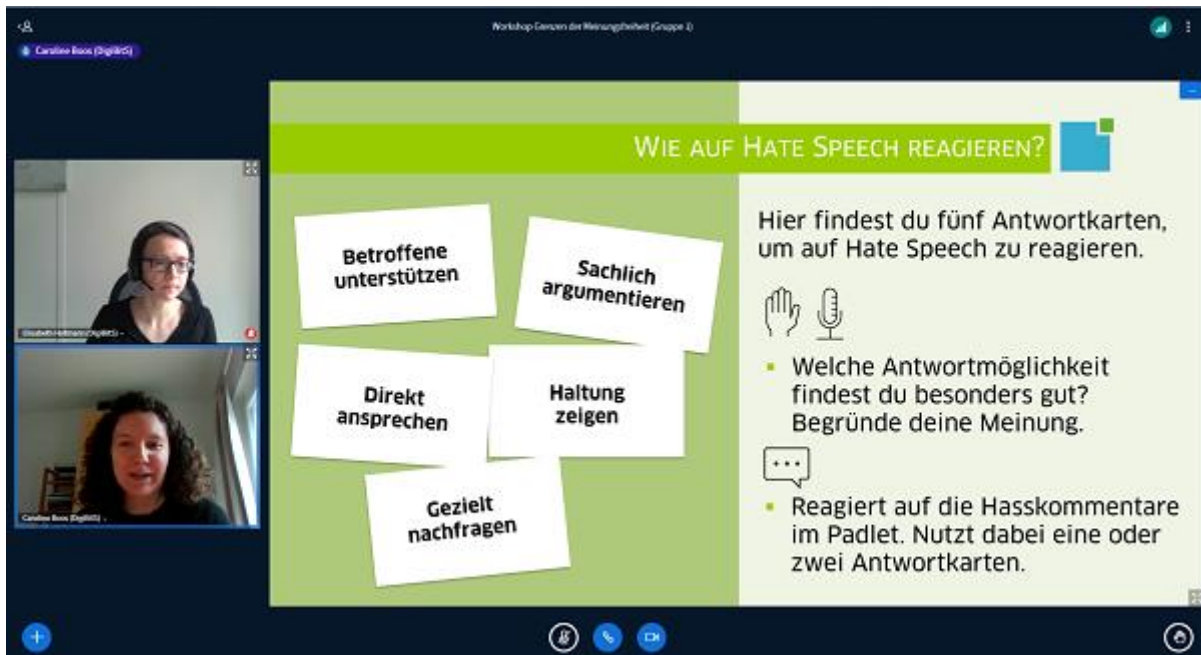 Workshop Grenzen der Meinungsfreiheit (Gruppe 1)
Caroline Boos (DigiBitS)
WIE AUF HATE SPEECH REAGIEREN?
Betroffene
unterstützen
Sachlich
argumentieren
Direkt
ansprechen
Haltung
zeigen
Gezielt
nachfragen
Hier findest du fünf Antwortkarten,
um auf Hate Speech zu reagieren.
Welche Antwortmöglichkeit
findest du besonders gut?
Begründe deine Meinung.
Reagiert auf die Hasskommentare
im Padlet. Nutzt dabei eine oder
zwei Antwortkarten.
(DigiBitS)
Caroline Boos (DigiBitS)